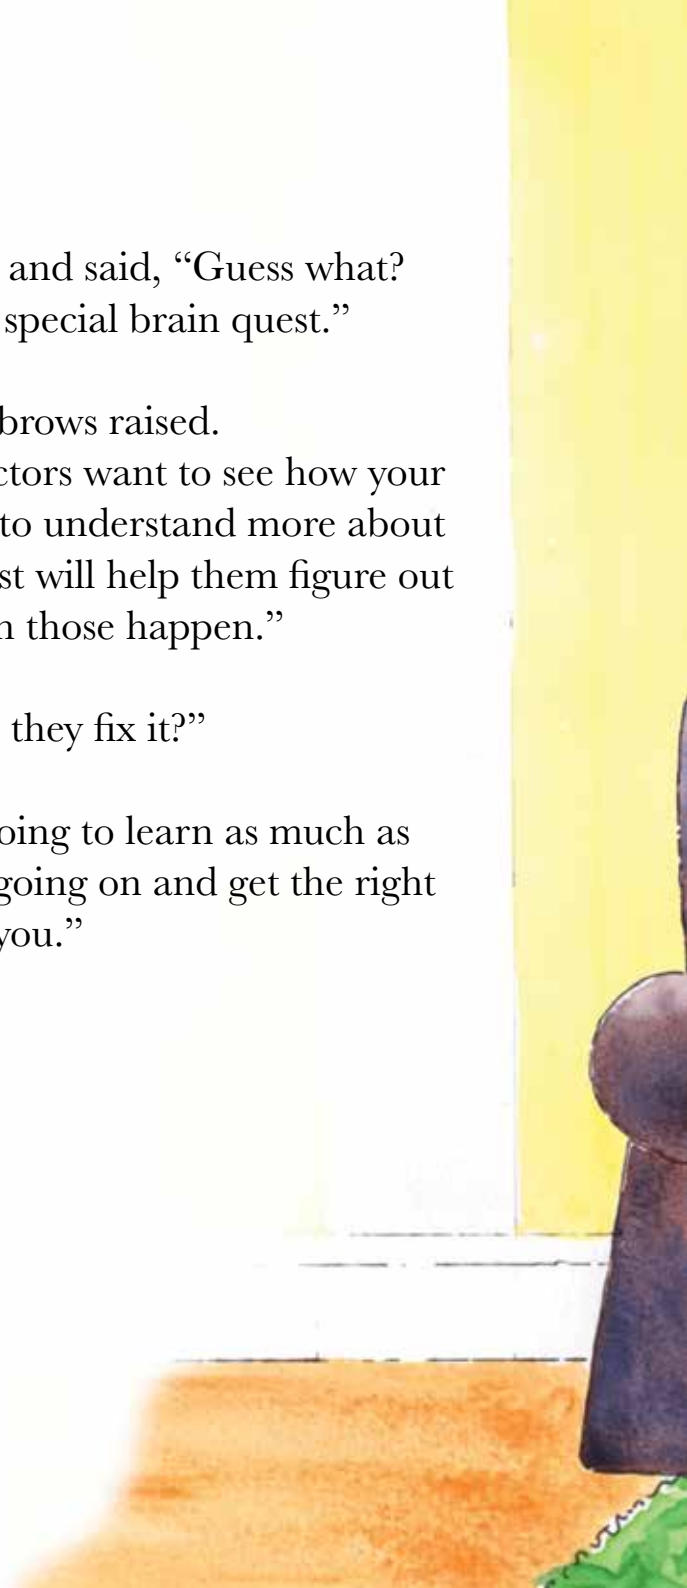 and said, “Guess what?
special brain quest.”
brows raised.
ctors want to see how your
to understand more about
st will help them figure out
n those happen.”
they fix it?”
oing to learn as much as
going on and get the right
you.”